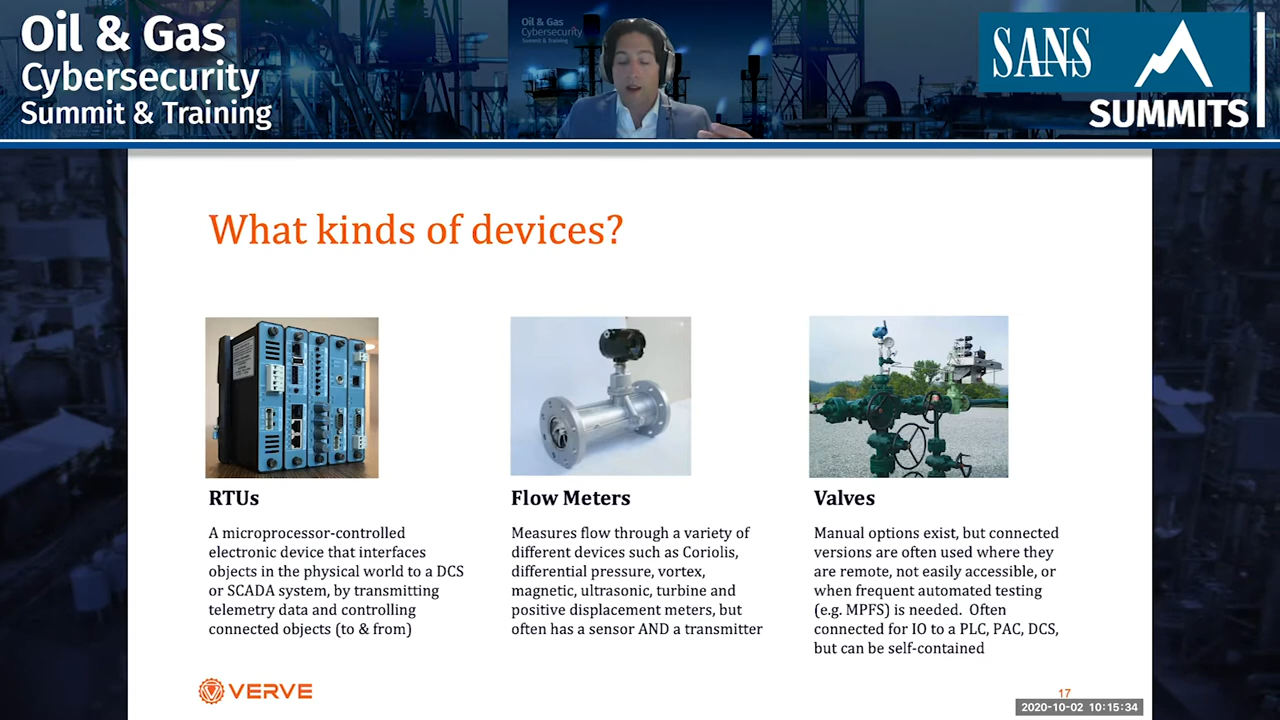 Oil & Gas
Cybersecurity
Summit & Training
Oil & Gas
Cybersecurity
Summit & Training
SANS
SUMMITS
What kinds of devices?
RTUs
A microprocessor-controlled
electronic device that interfaces
objects in the physical world to a DCS
or SCADA system, by transmitting
telemetry data and controlling
connected objects (to & from)
Flow Meters
Measures flow through a variety of
different devices such as Coriolis,
differential pressure, vortex,
magnetic, ultrasonic, turbine and
positive displacement meters, but
often has a sensor AND a transmitter
Valves
Manual options exist, but connected
versions are often used where they
are remote, not easily accessible, or
when frequent automated testing
(e.g. MPFS) is needed. Often
connected for IO to a PLC, PAC, DCS,
but can be self-contained
VERVE
17
2020-10-02 10:15:34